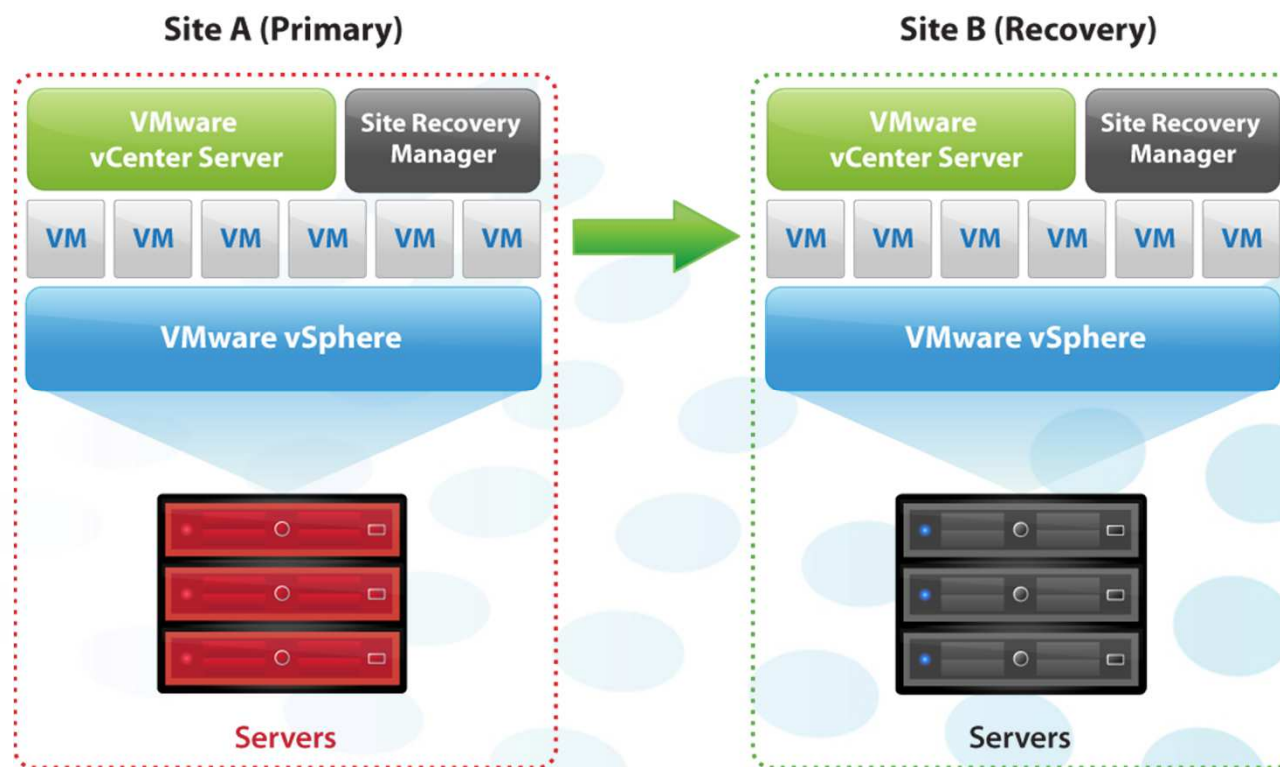 Site A (Primary)
Site B (Recovery)
VMware
vCenter Server
Site Recovery
Manager
VMware
vCenter Server
Site Recovery
Manager
VM VM VM VM VM VM
VM VM VM VM VM VM
VMware vSphere
VMware vSphere
Servers
Servers